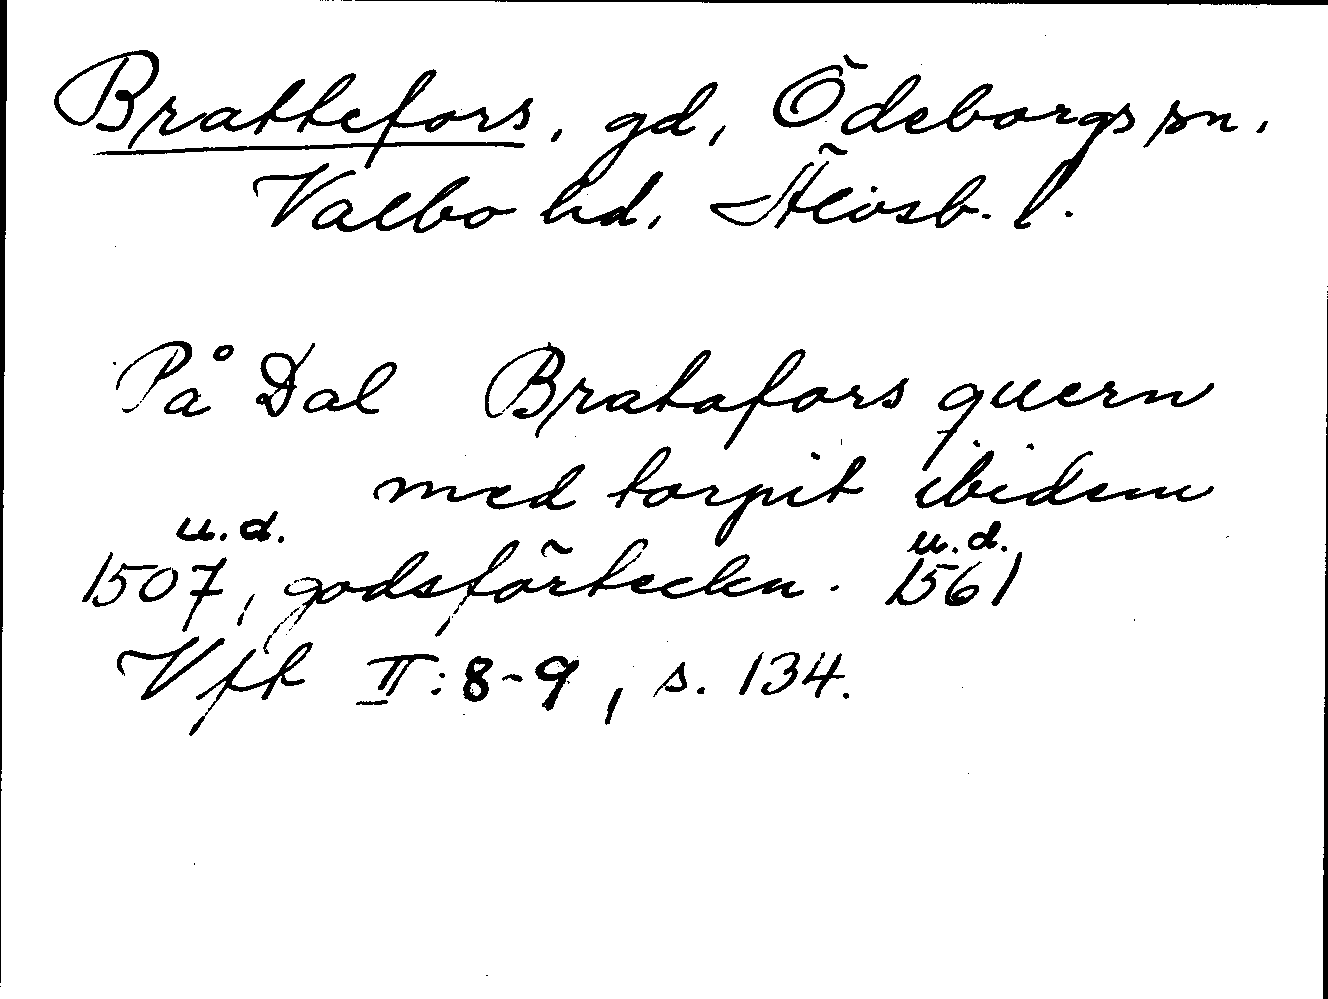 Brattefors, gd, Ödeborgs sn.
Valbo hd. Älvsb. l.
På Dal Bratafors quern
med torpit ibidem
u.d. u.d.
1507, godsförteckn. 1561
Vfk II:8-9, s. 134.